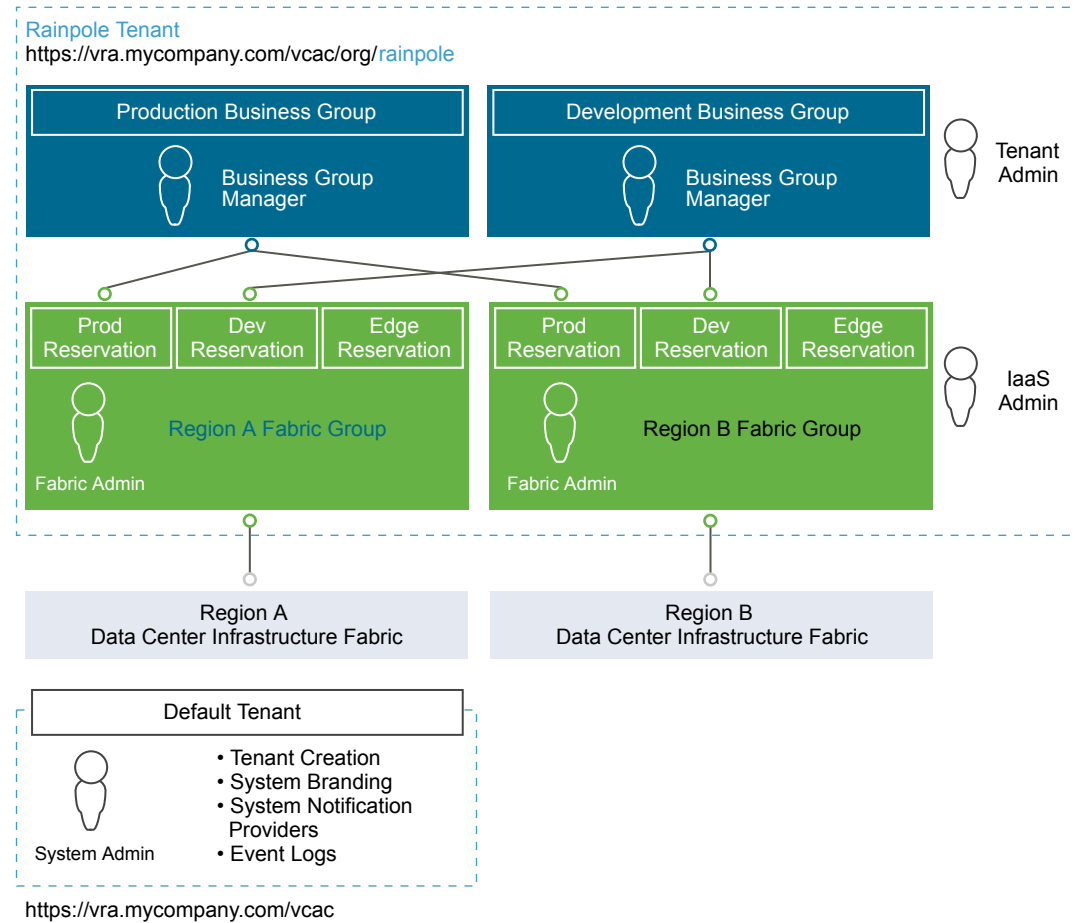 Rainpole Tenant
https://vra.mycompany.com/vcac/org/rainpole
Production Business Group
Business Group
Manager
Development Business Group
Business Group
Manager
Tenant
Admin
Prod
Reservation
Dev
Reservation
Edge
Reservation
Region A Fabric Group
Fabric Admin
Prod
Reservation
Dev
Reservation
Edge
Reservation
Region B Fabric Group
Fabric Admin
IaaS
Admin
Region A
Data Center Infrastructure Fabric
Region B
Data Center Infrastructure Fabric
Default Tenant
System Admin
• Tenant Creation
• System Branding
• System Notification
Providers
• Event Logs
https://vra.mycompany.com/vcac